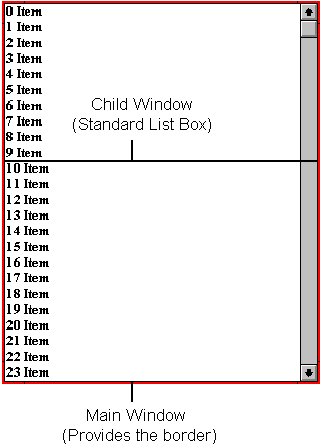 0 Item
1 Item
2 Item
3 Item
4 Item
5 Item
6 Item
7 Item
8 Item
9 Item
Child Window
(Standard List Box)
10 Item
11 Item
12 Item
13 Item
14 Item
15 Item
16 Item
17 Item
18 Item
19 Item
20 Item
21 Item
22 Item
23 Item
Main Window
(Provides the border)